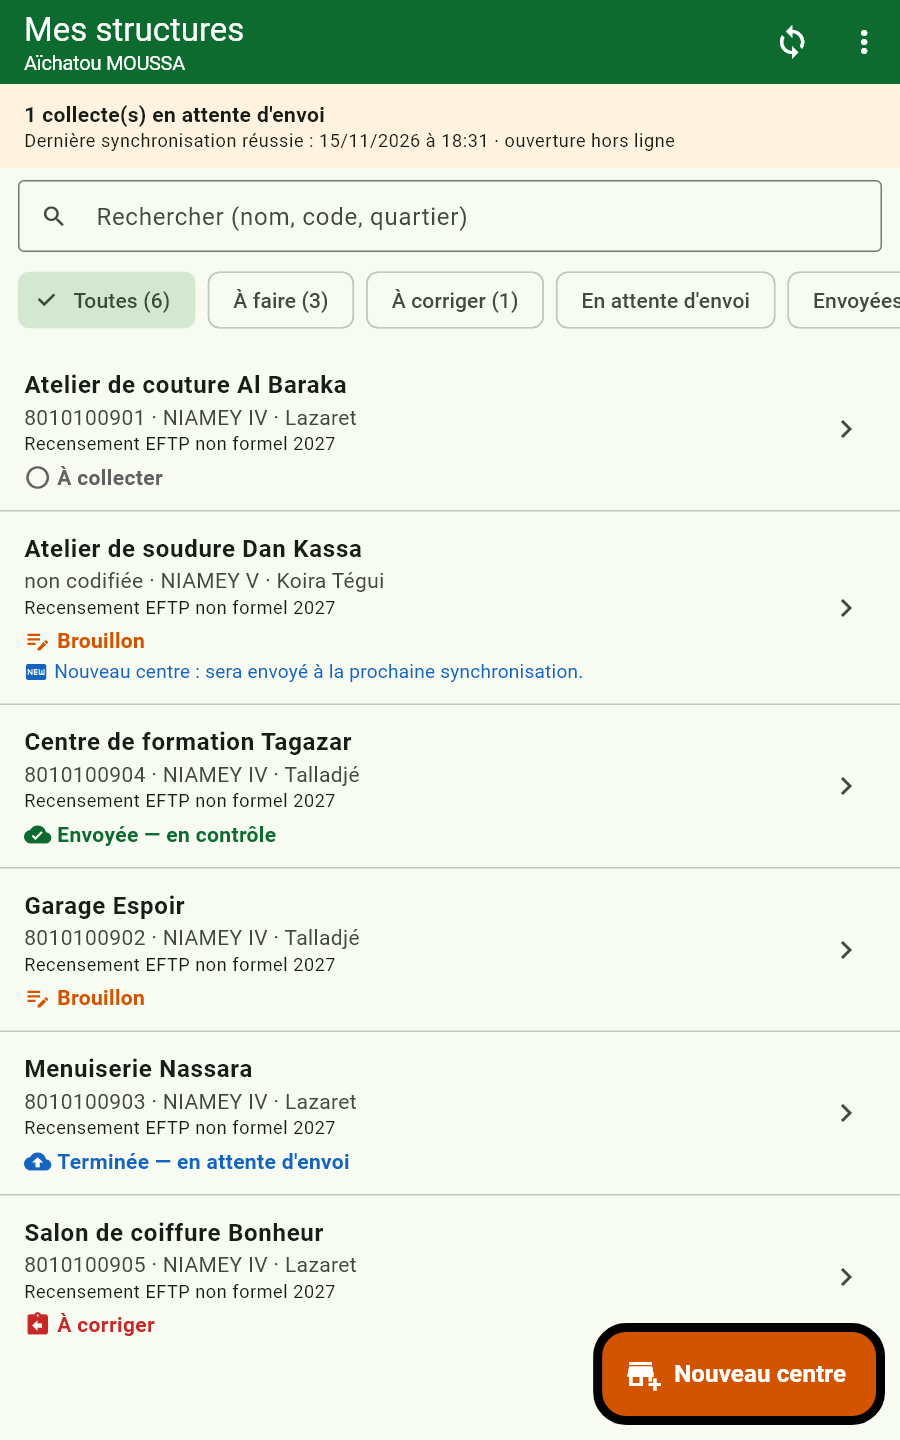 Mes structures
Aïchatou MOUSSA
1 collecte(s) en attente d'envoi
Dernière synchronisation réussie : 15/11/2026 à 18:31 · ouverture hors ligne
Rechercher (nom, code, quartier)
Toutes (6)
À faire (3)
À corriger (1)
En attente d'envoi
Envoyées
Atelier de couture Al Baraka
8010100901 · NIAMEY IV · Lazaret
Recensement EFTP non formel 2027
À collecter
Atelier de soudure Dan Kassa
non codifiée · NIAMEY V · Koira Tégui
Recensement EFTP non formel 2027
Brouillon
NEW Nouveau centre : sera envoyé à la prochaine synchronisation.
Centre de formation Tagazar
8010100904 · NIAMEY IV · Talladjé
Recensement EFTP non formel 2027
Envoyée — en contrôle
Garage Espoir
8010100902 · NIAMEY IV · Talladjé
Recensement EFTP non formel 2027
Brouillon
Menuiserie Nassara
8010100903 · NIAMEY IV · Lazaret
Recensement EFTP non formel 2027
Terminée — en attente d'envoi
Salon de coiffure Bonheur
8010100905 · NIAMEY IV · Lazaret
Recensement EFTP non formel 2027
À corriger
Nouveau centre